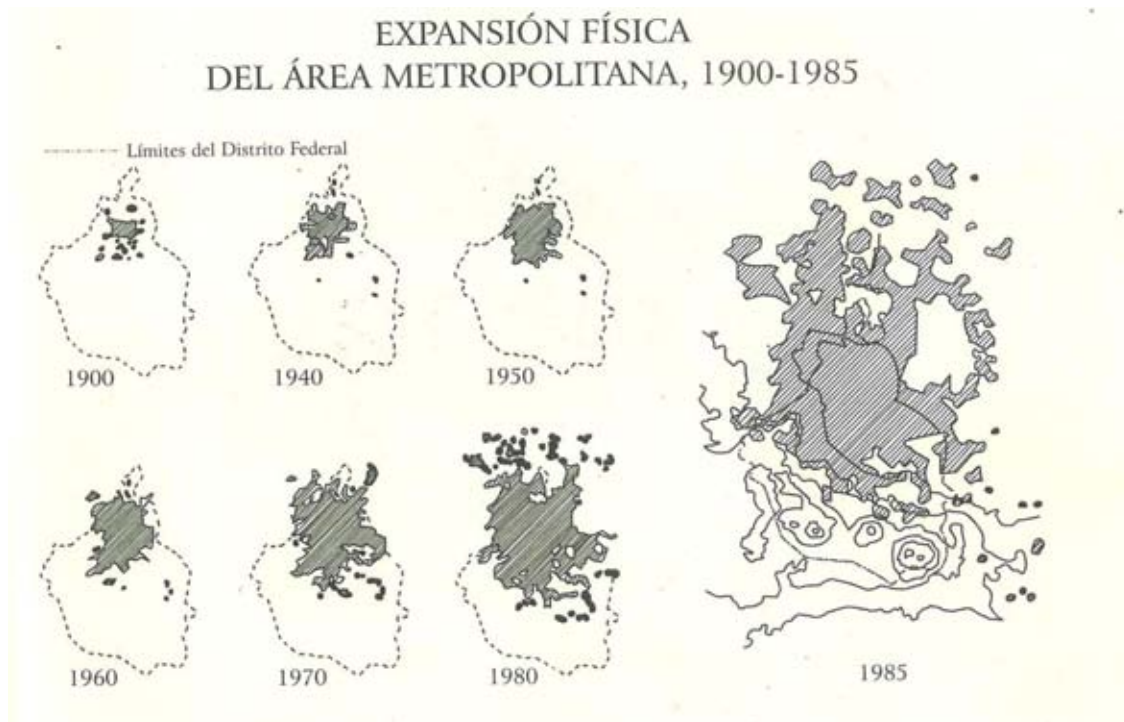 EXPANSIÓN FÍSICA
DEL ÁREA METROPOLITANA, 1900-1985
Límites del Distrito Federal
1900
1940
1950
1960
1970
1980
1985